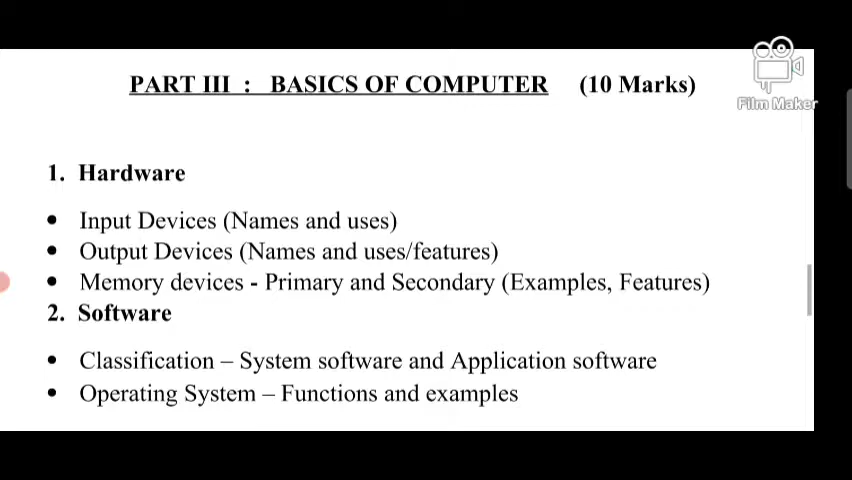 PART III : BASICS OF COMPUTER (10 Marks)
Film Maker
1. Hardware
• Input Devices (Names and uses)
• Output Devices (Names and uses/features)
• Memory devices - Primary and Secondary (Examples, Features)
2. Software
• Classification – System software and Application software
• Operating System – Functions and examples